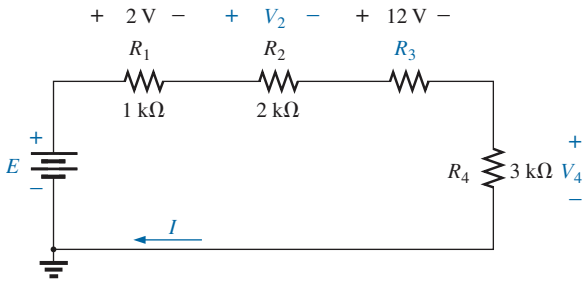 + 2 V − + V₂ − + 12 V −
R₁ R₂ R₃
1 kΩ 2 kΩ
+
E
−
R₄ 3 kΩ
+
V₄
−
I